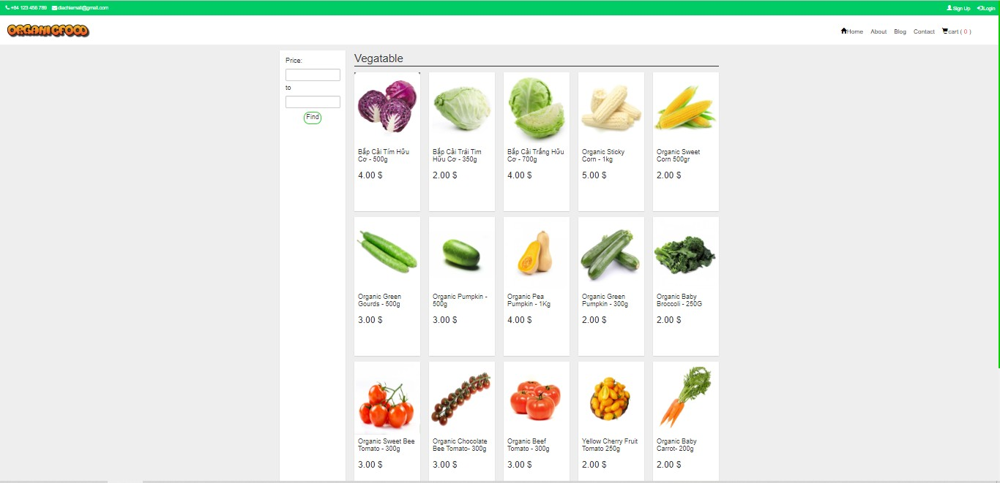 +84 123 456 789 diachiemail@gmail.com Sign Up Login
ORGANICFOOD Home About Blog Contact cart ( 0 )
Price:
to
Find
Vegatable
Bắp Cải Tím Hữu
Cơ - 500g
4.00 $
Bắp Cải Trái Tim
Hữu Cơ - 350g
2.00 $
Bắp Cải Trắng Hữu
Cơ - 700g
4.00 $
Organic Sticky
Corn - 1kg
5.00 $
Organic Sweet
Corn 500gr
2.00 $
Organic Green
Gourds - 500g
3.00 $
Organic Pumpkin -
500g
3.00 $
Organic Pea
Pumpkin - 1Kg
4.00 $
Organic Green
Pumpkin - 300g
2.00 $
Organic Baby
Broccoli - 250G
2.00 $
Organic Sweet Bee
Tomato - 300g
3.00 $
Organic Chocolate
Bee Tomato- 300g
3.00 $
Organic Beef
Tomato - 300g
3.00 $
Yellow Cherry Fruit
Tomato 250g
2.00 $
Organic Baby
Carrot- 200g
2.00 $